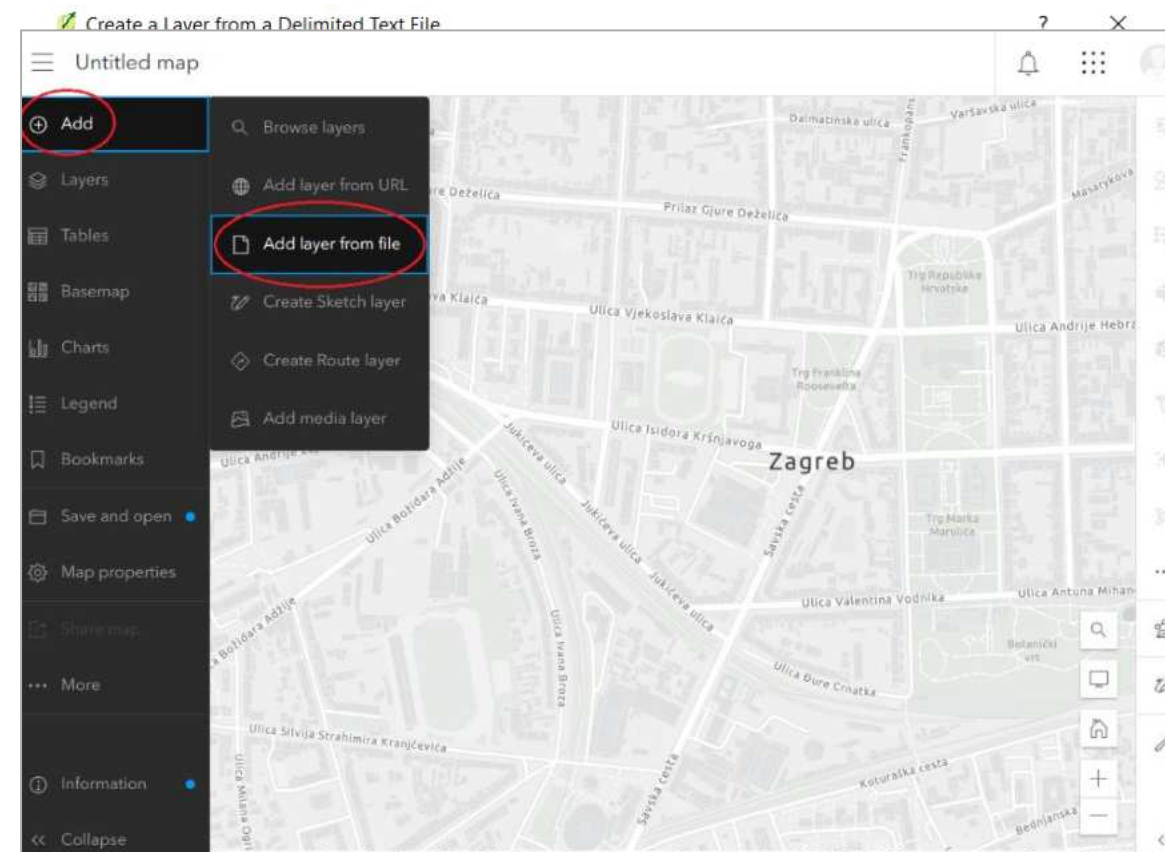 Create a Layer from a Delimited Text File
?
Untitled map
Add
Layers
Tables
Basemap
Charts
Legend
Bookmarks
Save and open
Map properties
Share map
More
Information
Collapse
Browse layers
Add layer from URL
Add layer from file
Create Sketch layer
Create Route layer
Add media layer
Dalmatinska ulica
Varšavska ulica
Frankopans
Masarykova
re Deželića
Prilaz Gjure Deželića
Trg Republike
Hrvatske
va Klaića
Ulica Vjekoslava Klaića
Ulica Andrije Hebra
Trg Franklina
Roosevelta
Jukićeva ulica
Ulica Isidora Kršnjavoga
Zagreb
Ulica Andrije
Ulica Božidara Adžije
Ulica Ivana Broza
Jukićeva ulica
Savska cesta
Trg Marka
Marulića
Jukićeva ulica
Ulica Valentina Vodnika
Ulica Antuna Mihan
a Božidara Adžije
Ulica Ivana Broza
Botanički
vrt
Ulica Đure Crnatka
Ulica Silvija Strahimira Kranjčevića
Ulica Milana Ogri
Savska cesta
Koturaška cesta
Bednjanska